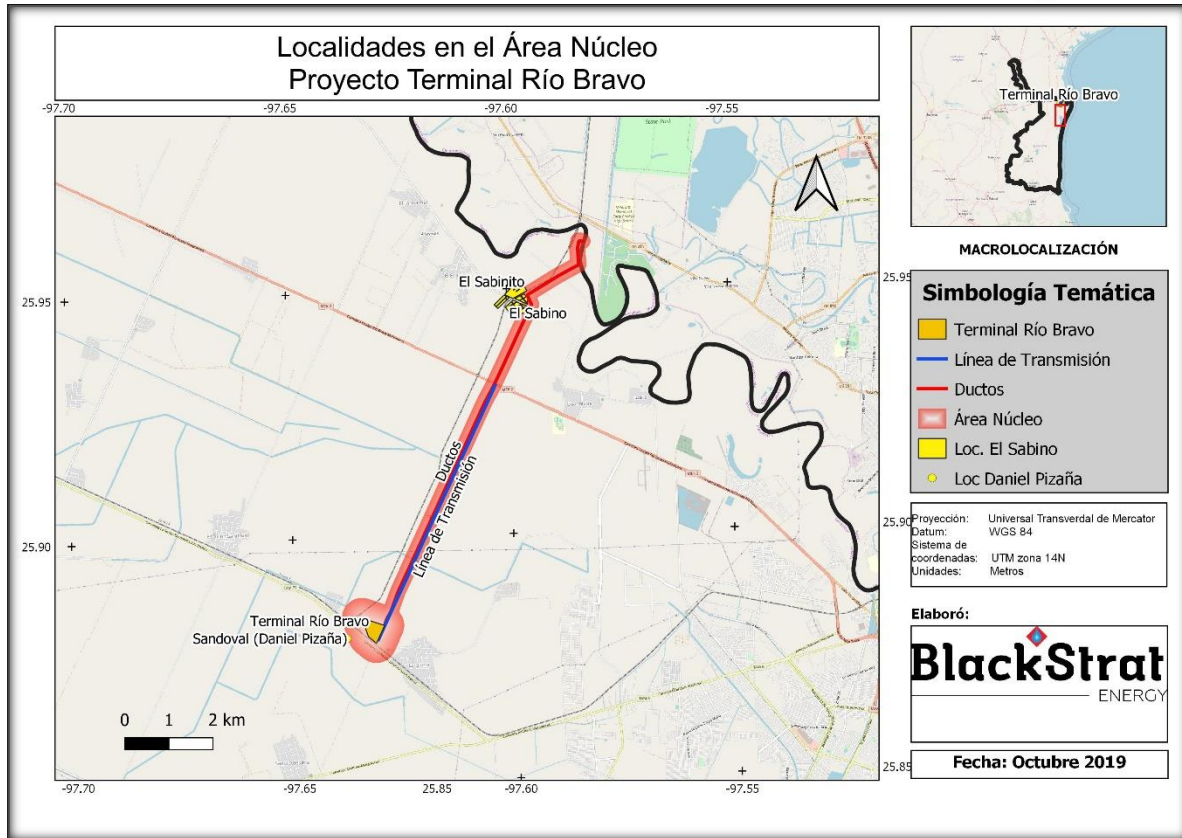 Localidades en el Área Núcleo
Proyecto Terminal Río Bravo
-97.70
-97.65
-97.60
-97.55
Terminal Río Bravo
MACROLOCALIZACIÓN
25.95
25.95
El Sabinito
El Sabino
Ductos
Línea de Transmisión
25.90
25.90
Terminal Río Bravo
Sandoval (Daniel Pizaña)
0 1 2 km
25.85
-97.70
-97.65
25.85
-97.60
-97.55
Simbología Temática
Terminal Río Bravo
Línea de Transmisión
Ductos
Área Núcleo
Loc. El Sabino
Loc Daniel Pizaña
Proyección: Universal Transverdal de Mercator
Datum: WGS 84
Sistema de
coordenadas: UTM zona 14N
Unidades: Metros
Elaboró:
BlackStrat
ENERGY
Fecha: Octubre 2019